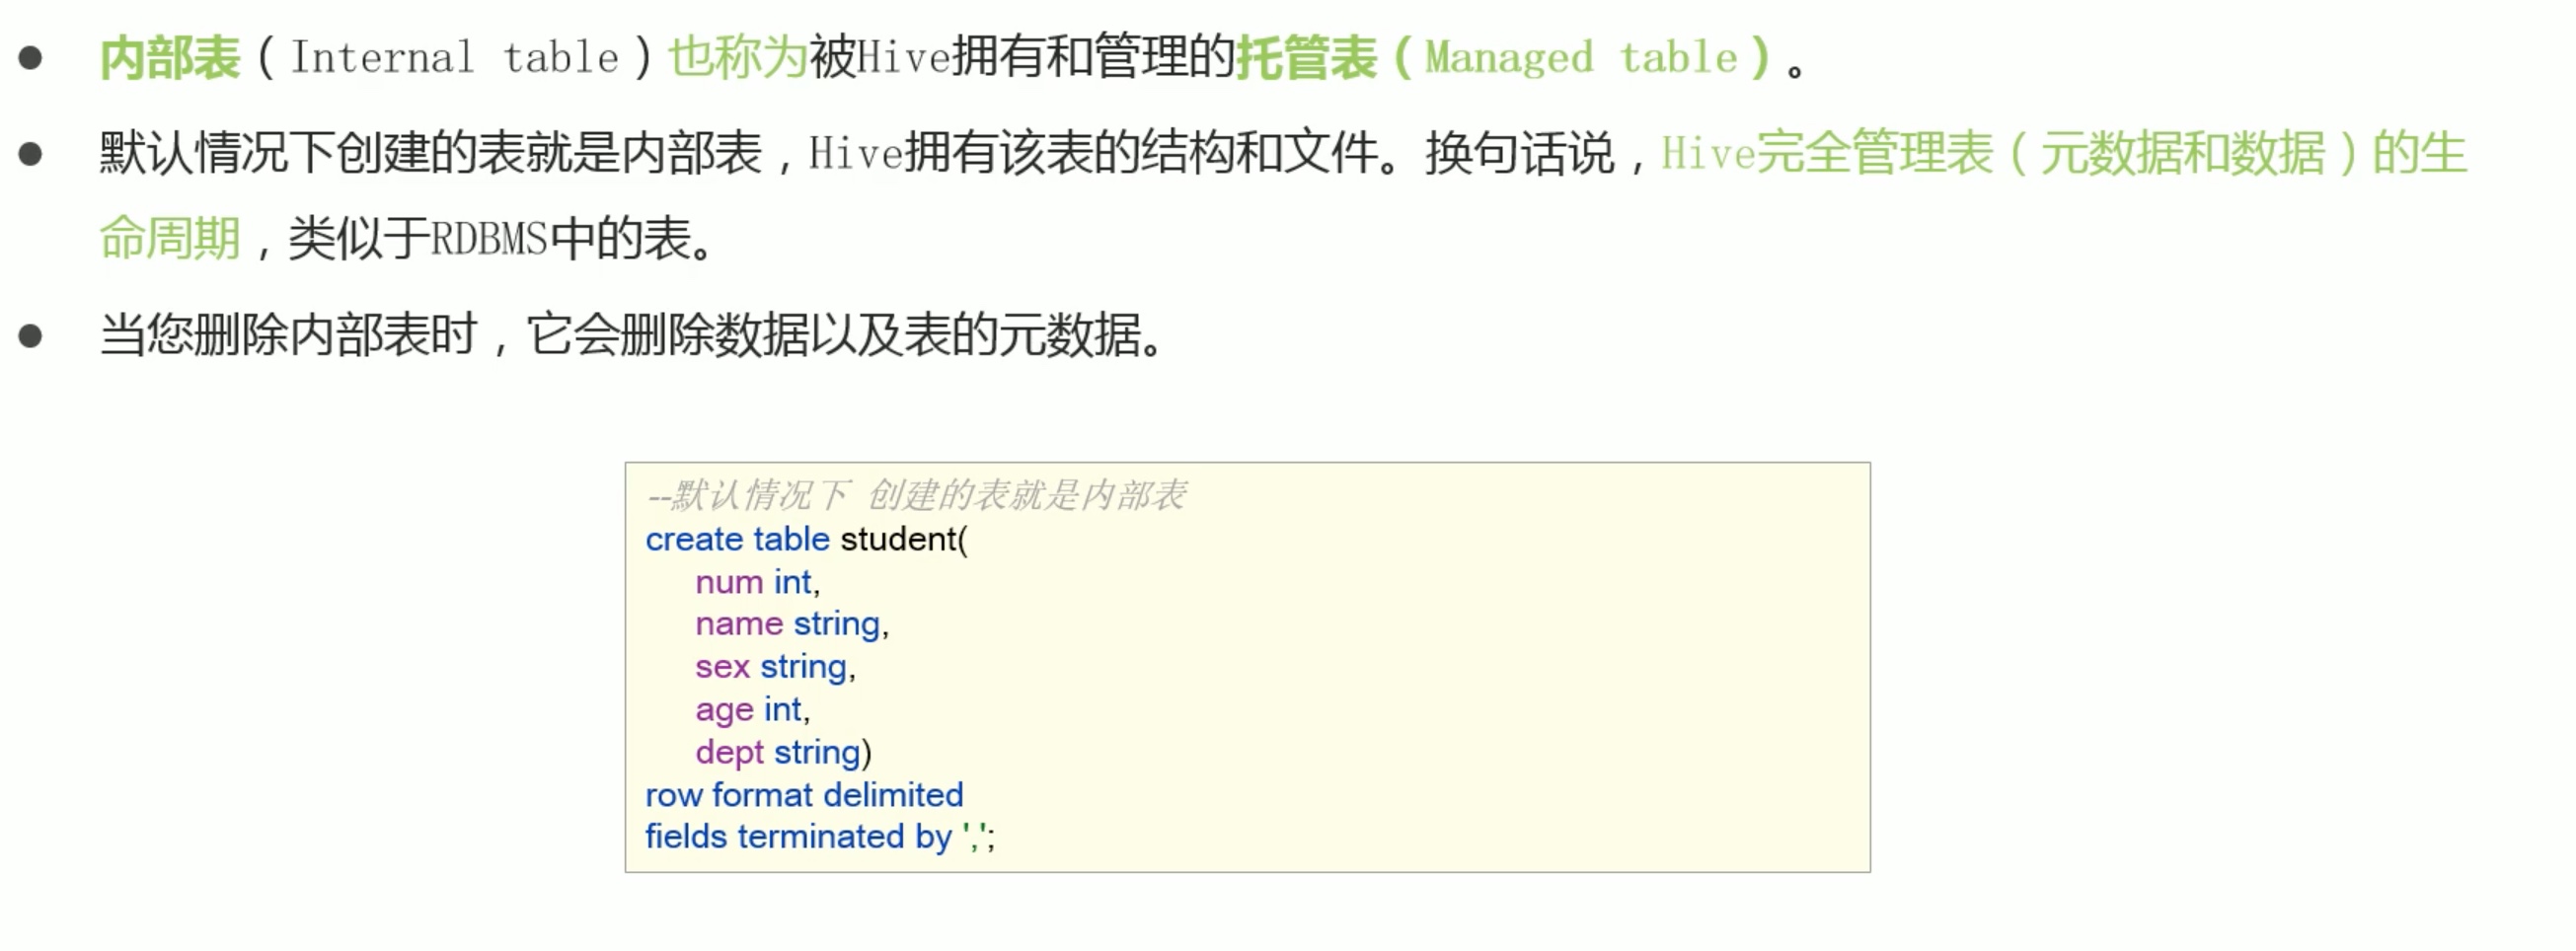 ● 内部表（Internal table）也称为被Hive拥有和管理的托管表（Managed table）。
● 默认情况下创建的表就是内部表，Hive拥有该表的结构和文件。换句话说，Hive完全管理表（元数据和数据）的生
命周期，类似于RDBMS中的表。
● 当您删除内部表时，它会删除数据以及表的元数据。
--默认情况下 创建的表就是内部表
create table student(
num int,
name string,
sex string,
age int,
dept string)
row format delimited
fields terminated by ',';